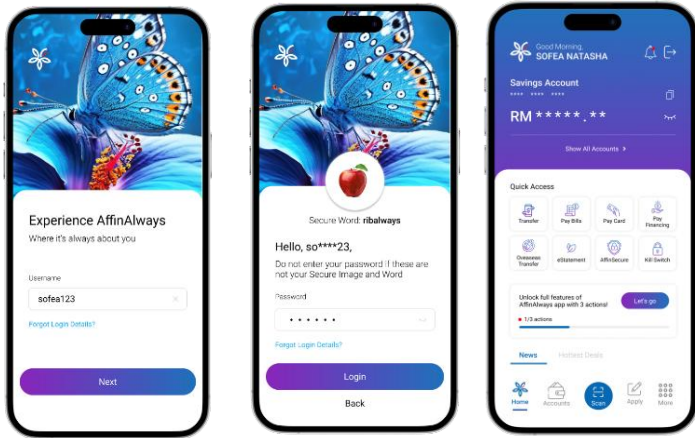 Experience AffinAlways
Where it's always about you
Username
sofea123
Forgot Login Details?
Next
Secure Word: ribalways
Hello, so****23,
Do not enter your password if these are
not your Secure Image and Word
Password
Forgot Login Details?
Login
Back
Good Morning,
SOFEA NATASHA
Savings Account
**** **** ****
RM *****.**
Show All Accounts >
Quick Access
Transfer
Pay Bills
Pay Card
Pay
Financing
Overseas
Transfer
eStatement
AffinSecure
Kill Switch
Unlock full features of
AffinAlways app with 3 actions!
Let's go
1/3 actions
News
Hottest Deals
Home
Accounts
Scan
Apply
More